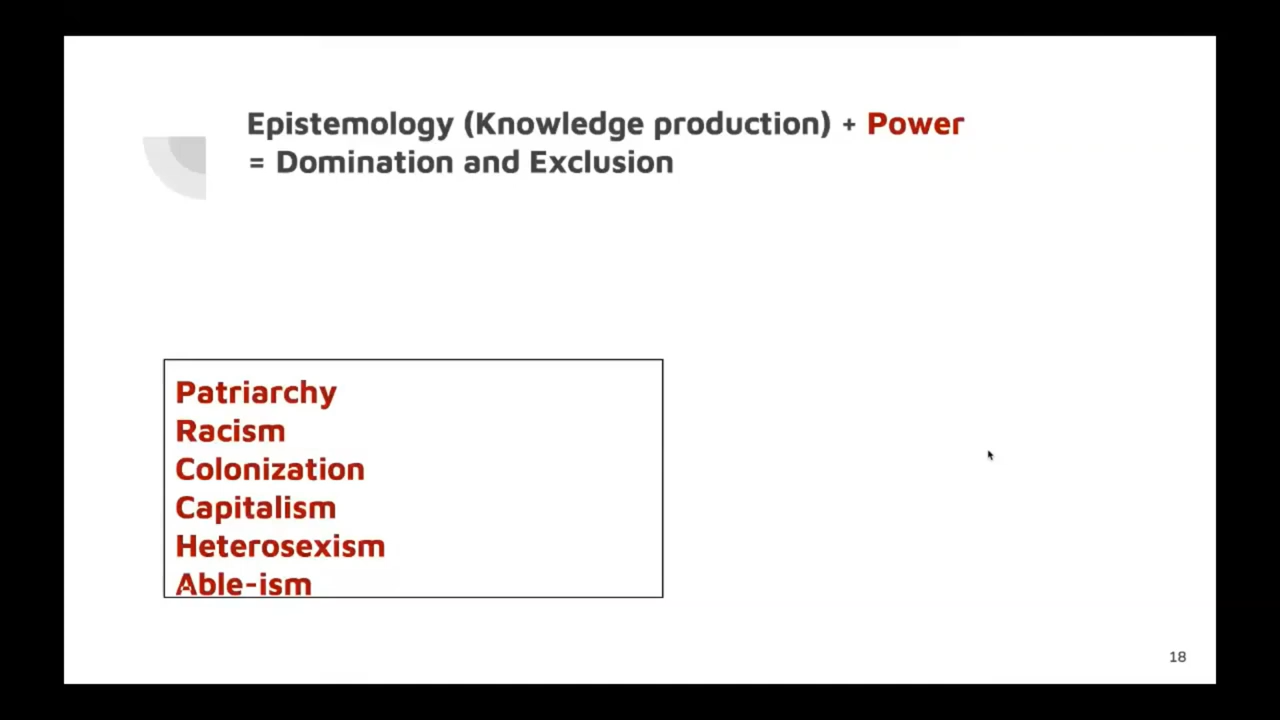 Epistemology (Knowledge production) + Power
= Domination and Exclusion
Patriarchy
Racism
Colonization
Capitalism
Heterosexism
Able-ism
18